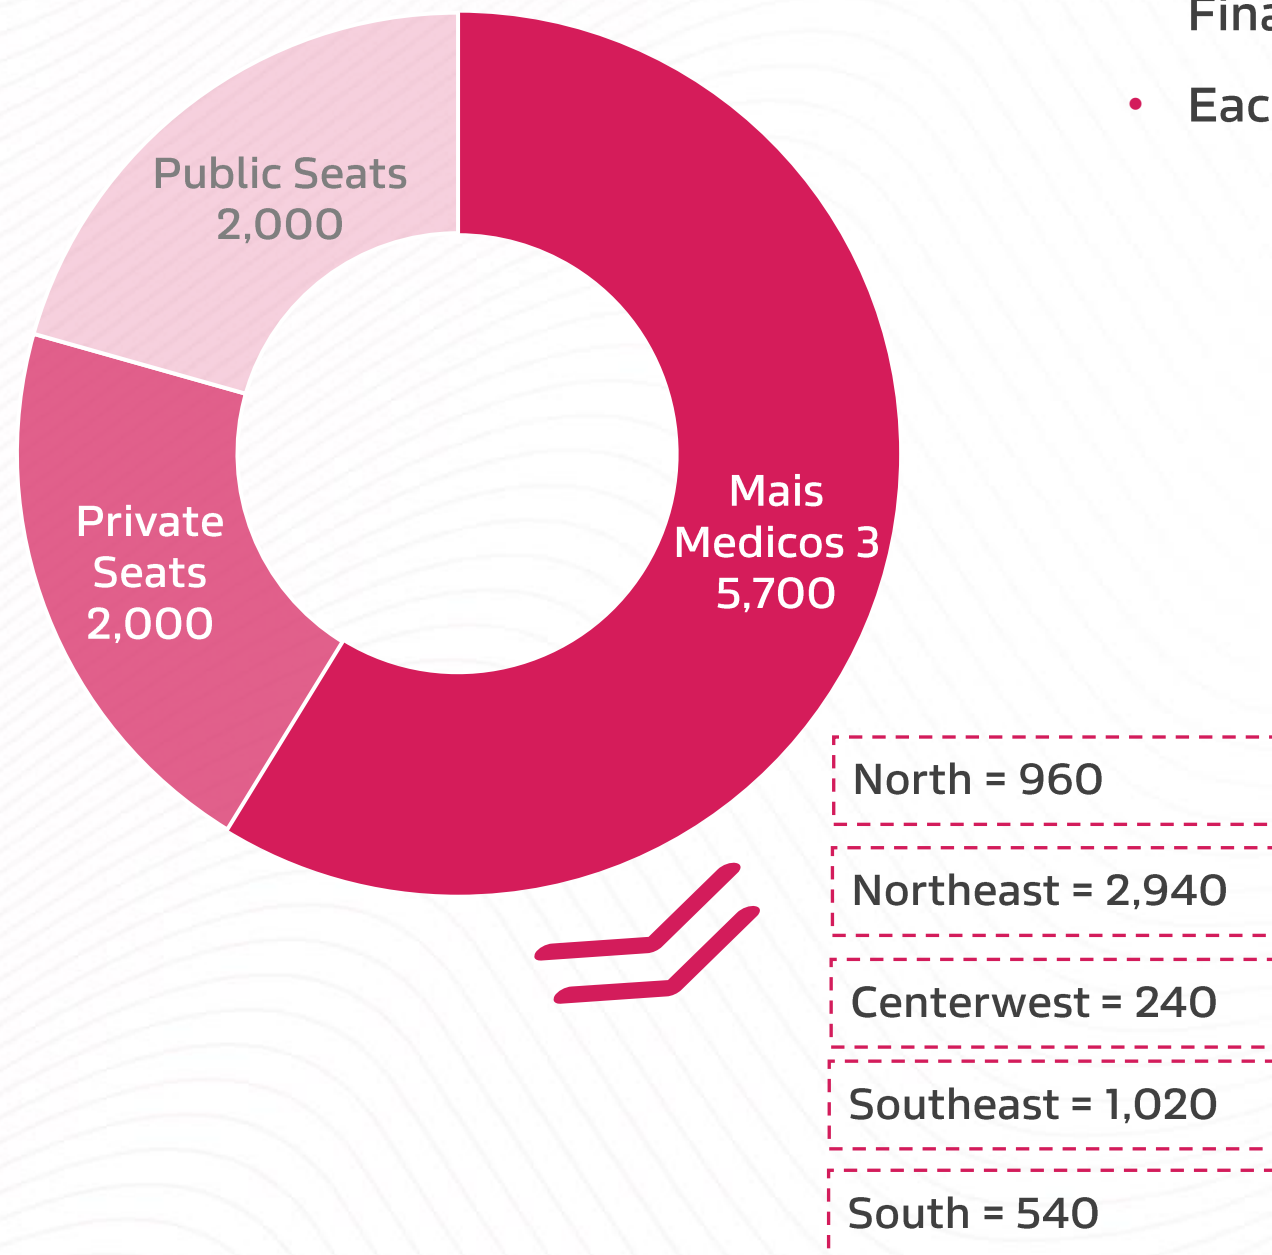 Public Seats
2,000
Private
Seats
2,000
Mais
Medicos 3
5,700
North = 960
Northeast = 2,940
Centerwest = 240
Southeast = 1,020
South = 540